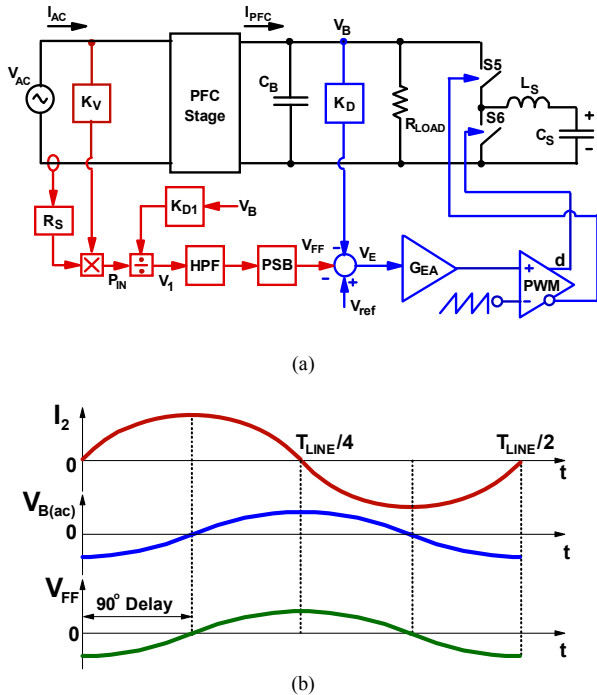 I_AC
I_PFC
V_B
V_AC
K_V
PFC
Stage
C_B
K_D
R_LOAD
S5
S6
L_S
+
C_S
–
R_S
K_D1
V_B
×
P_IN
÷
V_1
HPF
PSB
V_FF
–
–
+
V_ref
V_E
G_EA
+
–
d
PWM
(a)
I_2
0
T_LINE/4
T_LINE/2
t
V_B(ac)
0
t
V_FF
90° Delay
0
t
(b)